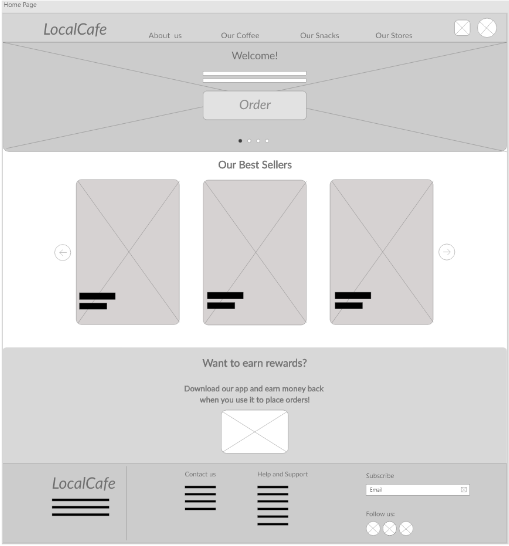 Home Page
LocalCafe
About us
Our Coffee
Our Snacks
Our Stores
Welcome!
Order
Our Best Sellers
Want to earn rewards?
Download our app and earn money back
when you use it to place orders!
LocalCafe
Contact us
Help and Support
Subscribe
Email
Follow us: